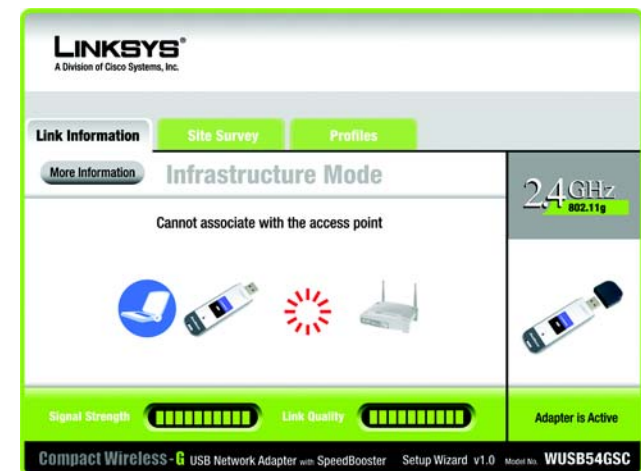 LINKSYS®
A Division of Cisco Systems, Inc.
Link Information Site Survey Profiles
More Information Infrastructure Mode
2.4GHz
802.11g
Cannot associate with the access point
Signal Strength Link Quality Adapter is Active
Compact Wireless-G USB Network Adapter with SpeedBooster Setup Wizard v1.0 Model No. WUSB54GSC